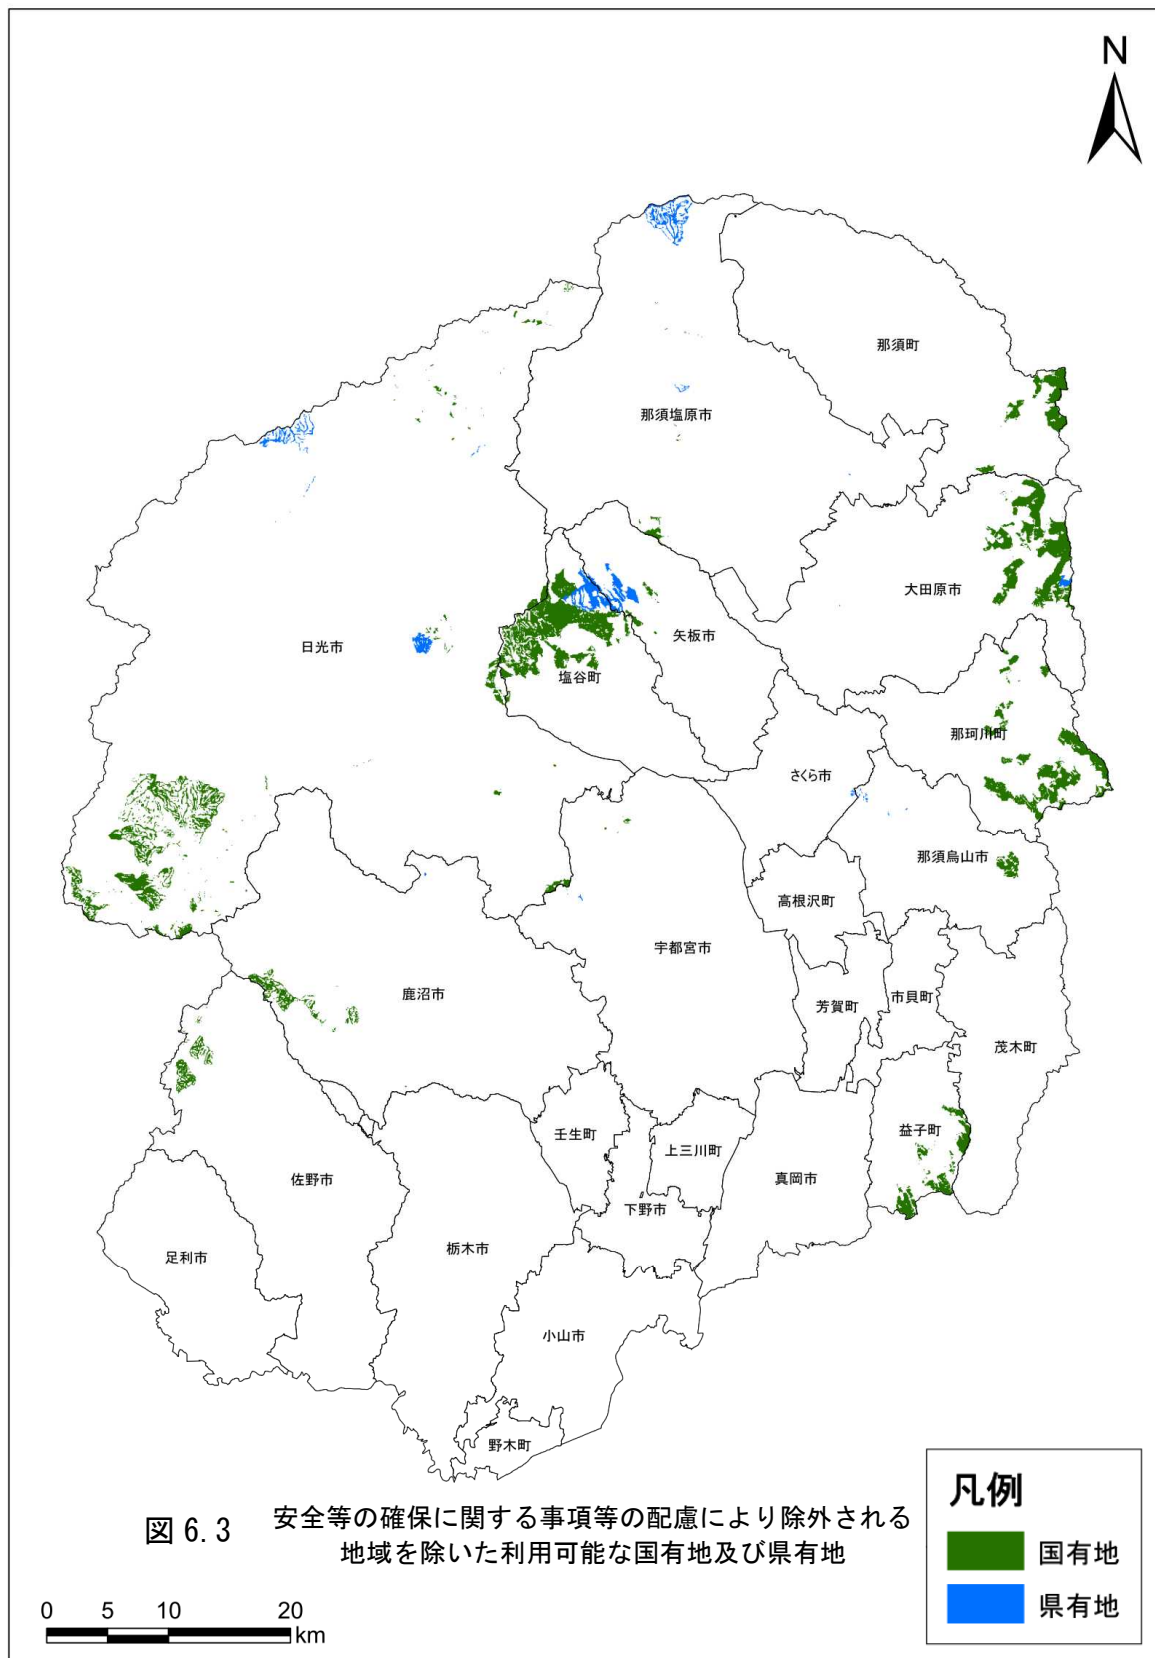 N
那須町
那須塩原市
大田原市
日光市
矢板市
塩谷町
那珂川町
さくら市
那須烏山市
高根沢町
宇都宮市
鹿沼市
芳賀町
市貝町
茂木町
益子町
壬生町
上三川町
真岡市
佐野市
下野市
栃木市
足利市
小山市
野木町
凡例
国有地
県有地
図 6.3 安全等の確保に関する事項等の配慮により除外される
地域を除いた利用可能な国有地及び県有地
0 5 10 20
km